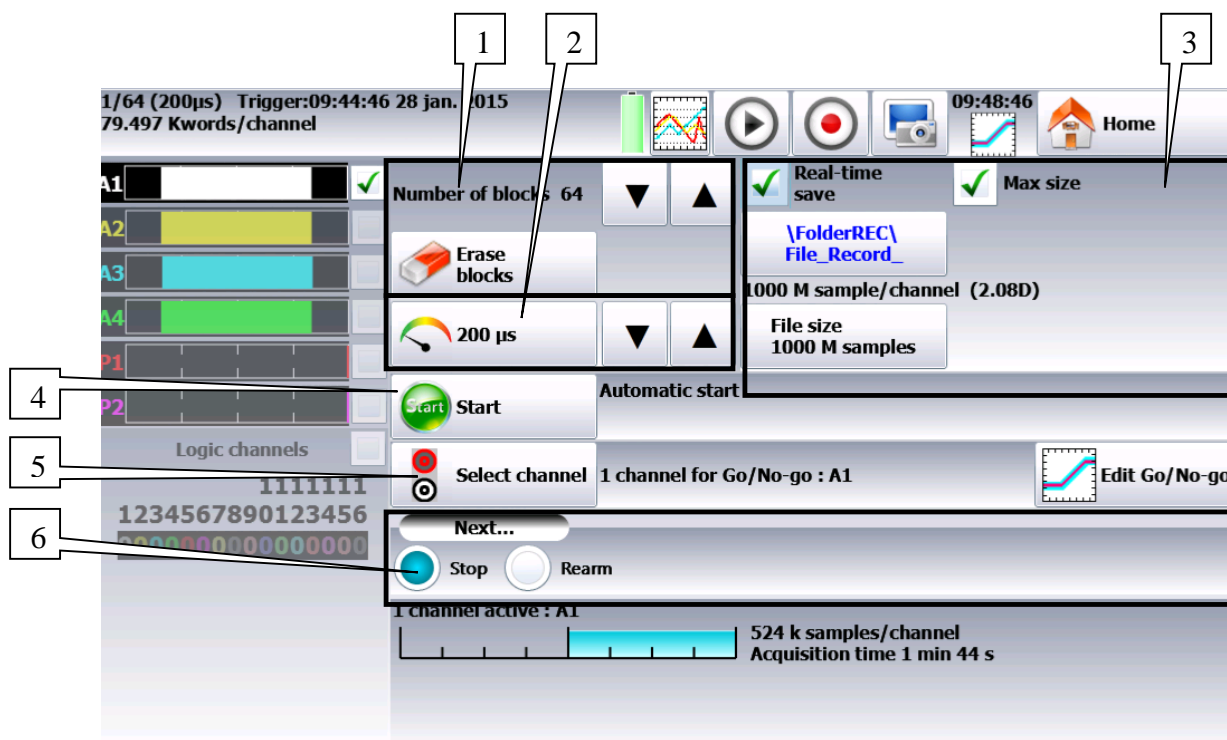 1
2
3
1/64 (200µs) Trigger:09:44:46 28 jan. 2015
79.497 Kwords/channel
09:48:46
Home
A1
A2
A3
A4
P1
P2
Number of blocks 64
Erase
blocks
200 µs
Real-time
save
Max size
\FolderREC\
File_Record_
1000 M sample/channel (2.08D)
File size
1000 M samples
4
Start
Start
Automatic start
5
Logic channels
1111111
1234567890123456
0000000000000000
Select channel
1 channel for Go/No-go : A1
Edit Go/No-go
6
Next...
Stop
Rearm
1 channel active : A1
524 k samples/channel
Acquisition time 1 min 44 s